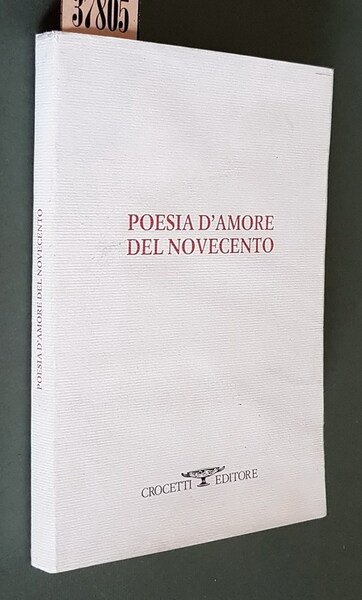 37805
POESIA D'AMORE DEL NOVECENTO
POESIA D'AMORE
DEL NOVECENTO
CROCETTI EDITORE